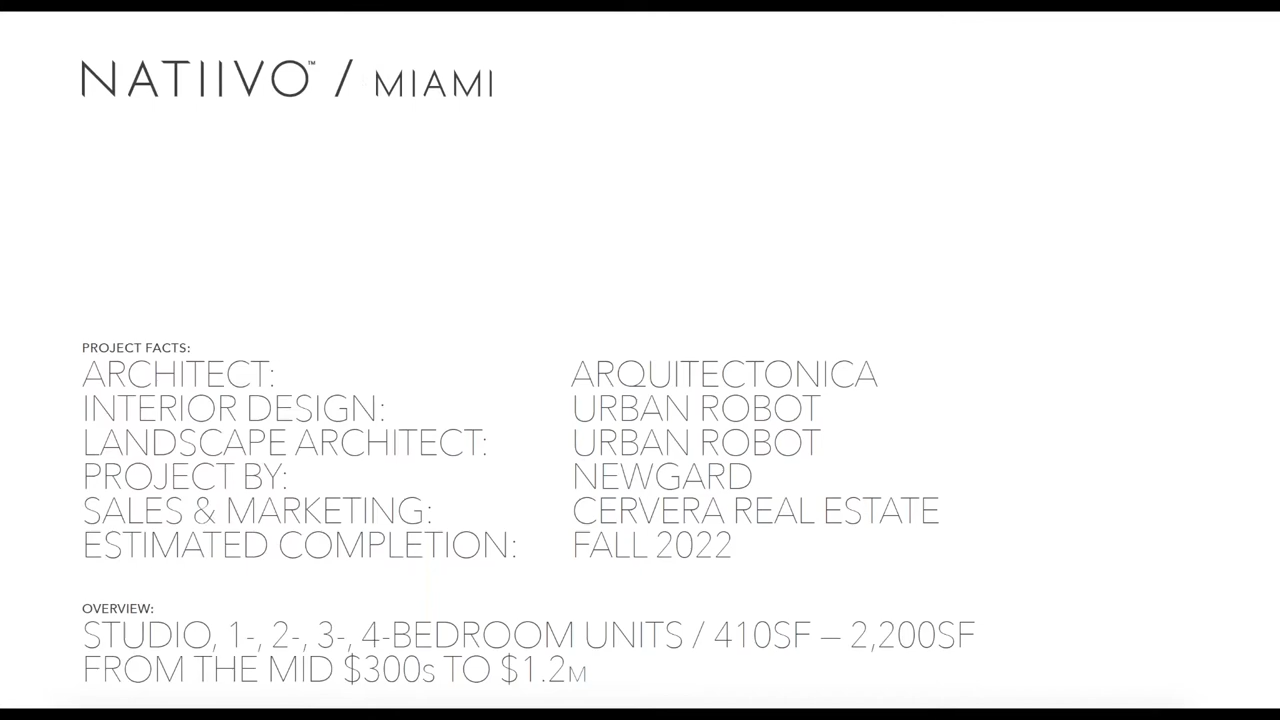 NATIIVO™ / MIAMI
PROJECT FACTS:
ARCHITECT: ARQUITECTONICA
INTERIOR DESIGN: URBAN ROBOT
LANDSCAPE ARCHITECT: URBAN ROBOT
PROJECT BY: NEWGARD
SALES & MARKETING: CERVERA REAL ESTATE
ESTIMATED COMPLETION: FALL 2022
OVERVIEW:
STUDIO, 1-, 2-, 3-, 4-BEDROOM UNITS / 410SF – 2,200SF
FROM THE MID $300S TO $1.2M